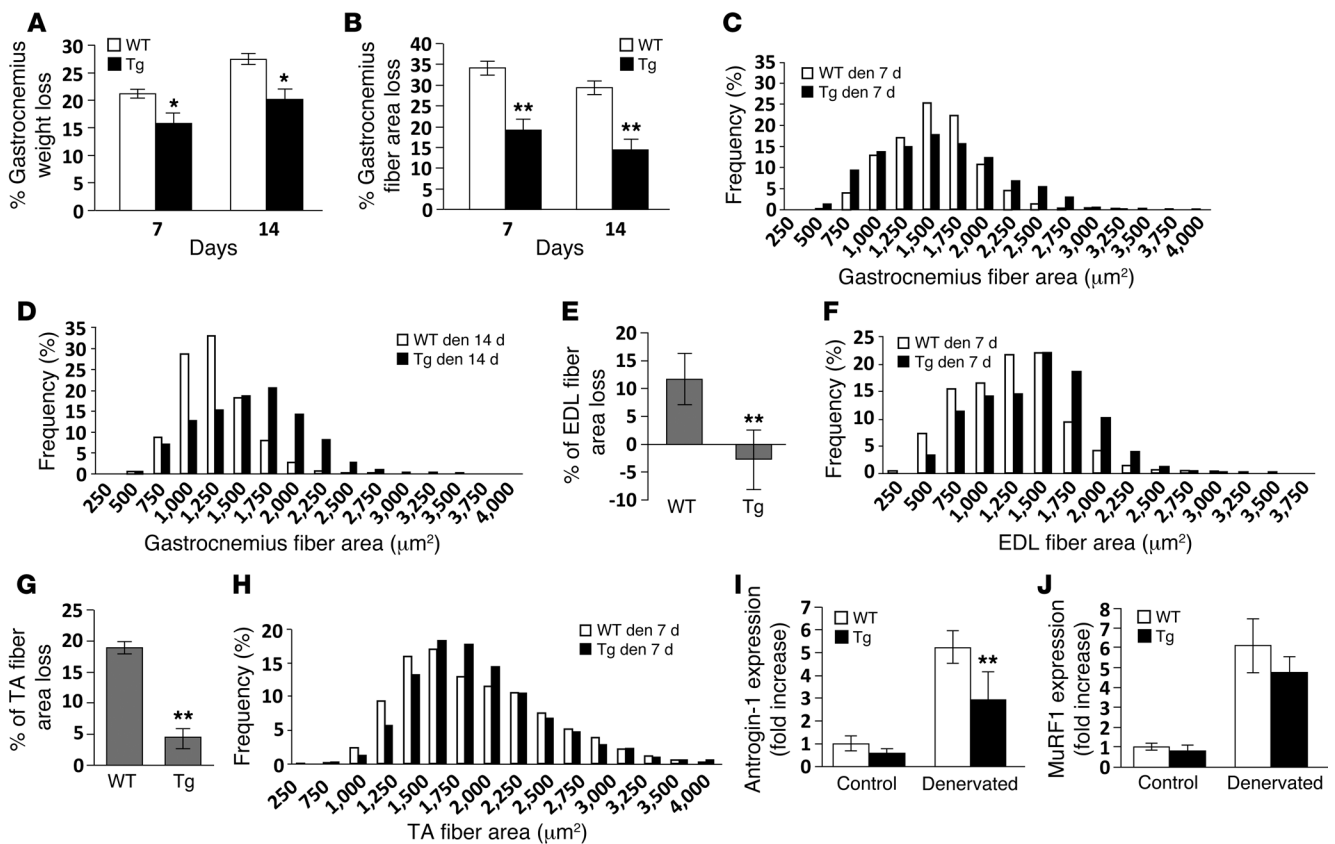 A
% Gastrocnemius
weight loss
30
25
20
15
10
5
0
WT
Tg
*
*
7
14
Days
B
% Gastrocnemius
fiber area loss
40
35
30
25
20
15
10
5
0
WT
Tg
**
**
7
14
Days
C
Frequency (%)
35
30
25
20
15
10
5
0
WT den 7 d
Tg den 7 d
250
500
750
1,000
1,250
1,500
1,750
2,000
2,250
2,500
2,750
3,000
3,250
3,500
3,750
4,000
Gastrocnemius fiber area (μm²)
D
Frequency (%)
35
30
25
20
15
10
5
0
WT den 14 d
Tg den 14 d
250
500
750
1,000
1,250
1,500
1,750
2,000
2,250
2,500
2,750
3,000
3,250
3,500
3,750
4,000
Gastrocnemius fiber area (μm²)
E
% of EDL fiber
area loss
20
15
10
5
0
-5
-10
**
WT
Tg
F
Frequency (%)
25
20
15
10
5
0
WT den 7 d
Tg den 7 d
250
500
750
1,000
1,250
1,500
1,750
2,000
2,250
2,500
2,750
3,000
3,250
3,500
3,750
EDL fiber area (μm²)
G
% of TA fiber
area loss
25
20
15
10
5
0
**
WT
Tg
H
Frequency (%)
20
15
10
5
0
WT den 7 d
Tg den 7 d
250
750
1,000
1,250
1,500
2,000
2,250
2,500
2,750
3,000
3,250
3,500
4,000
TA fiber area (μm²)
I
Antrogin-1 expression
(fold increase)
7
6
5
4
3
2
1
0
WT
Tg
**
Control
Denervated
J
MuRF1 expression
(fold increase)
8
7
6
5
4
3
2
1
0
WT
Tg
Control
Denervated